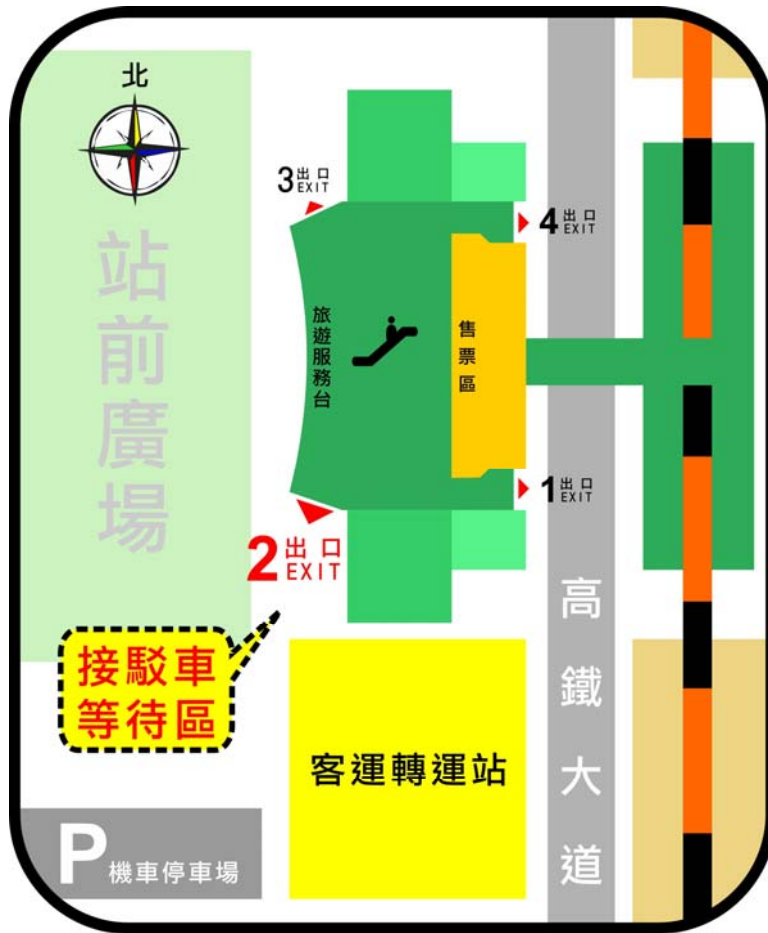 北
3 出口
EXIT
4 出口
EXIT
站前廣場
旅遊服務台
售票區
1 出口
EXIT
2 出口
EXIT
高鐵大道
接駁車
等待區
客運轉運站
P 機車停車場